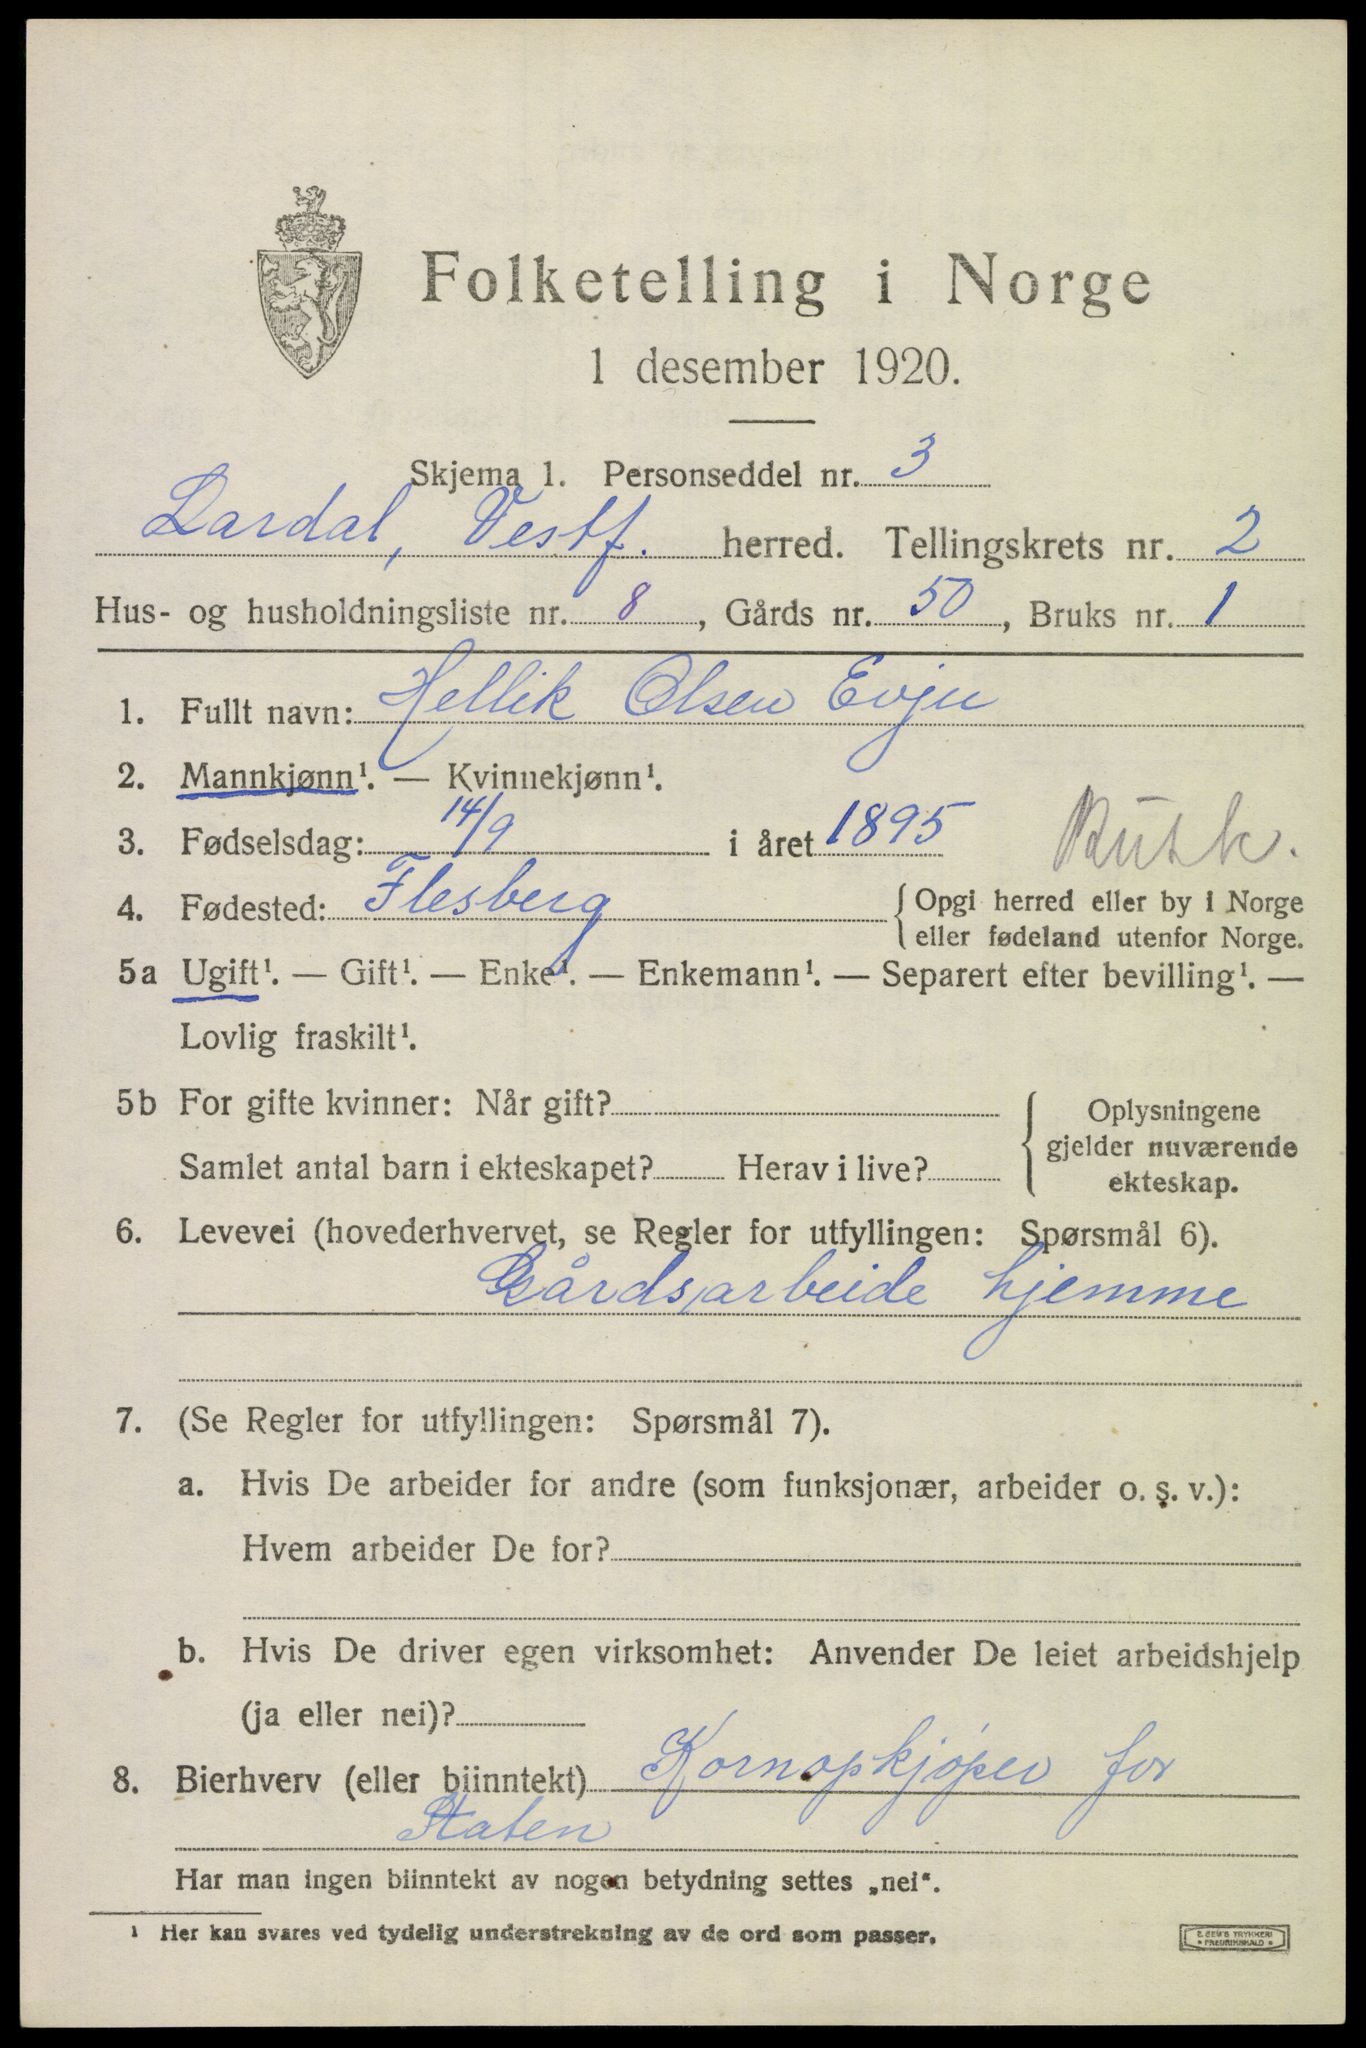 Folketelling i Norge
1 desember 1920.
Skjema 1. Personseddel nr. 3
Lardal, Vestf. herred. Tellingskrets nr. 2
Hus- og husholdningsliste nr. 8, Gårds nr. 50, Bruks nr. 1
1. Fullt navn: Hellik Olsen Evju
2. Mannkjønn¹. — Kvinnekjønn¹.
3. Fødselsdag: 14/9 i året 1895
Busk.
4. Fødested: Flesberg { Opgi herred eller by i Norge
eller fødeland utenfor Norge.
5a Ugift¹. — Gift¹. — Enke¹. — Enkemann¹. — Separert efter bevilling¹. —
Lovlig fraskilt¹.
5b For gifte kvinner: Når gift?
Samlet antal barn i ekteskapet? Herav i live?
{ Oplysningene
gjelder nuværende
ekteskap.
6. Levevei (hovederhvervet, se Regler for utfyllingen: Spørsmål 6).
Gårdsarbeide hjemme
7. (Se Regler for utfyllingen: Spørsmål 7).
a. Hvis De arbeider for andre (som funksjonær, arbeider o. s. v.):
Hvem arbeider De for?
b. Hvis De driver egen virksomhet: Anvender De leiet arbeidshjelp
(ja eller nei)?
8. Bierhverv (eller biinntekt) Kornopkjøper for
Staten
Har man ingen biinntekt av nogen betydning settes „nei“.
¹ Her kan svares ved tydelig understrekning av de ord som passer.
E. SEM'S TRYKKERI
• FREDRIKSHALD •